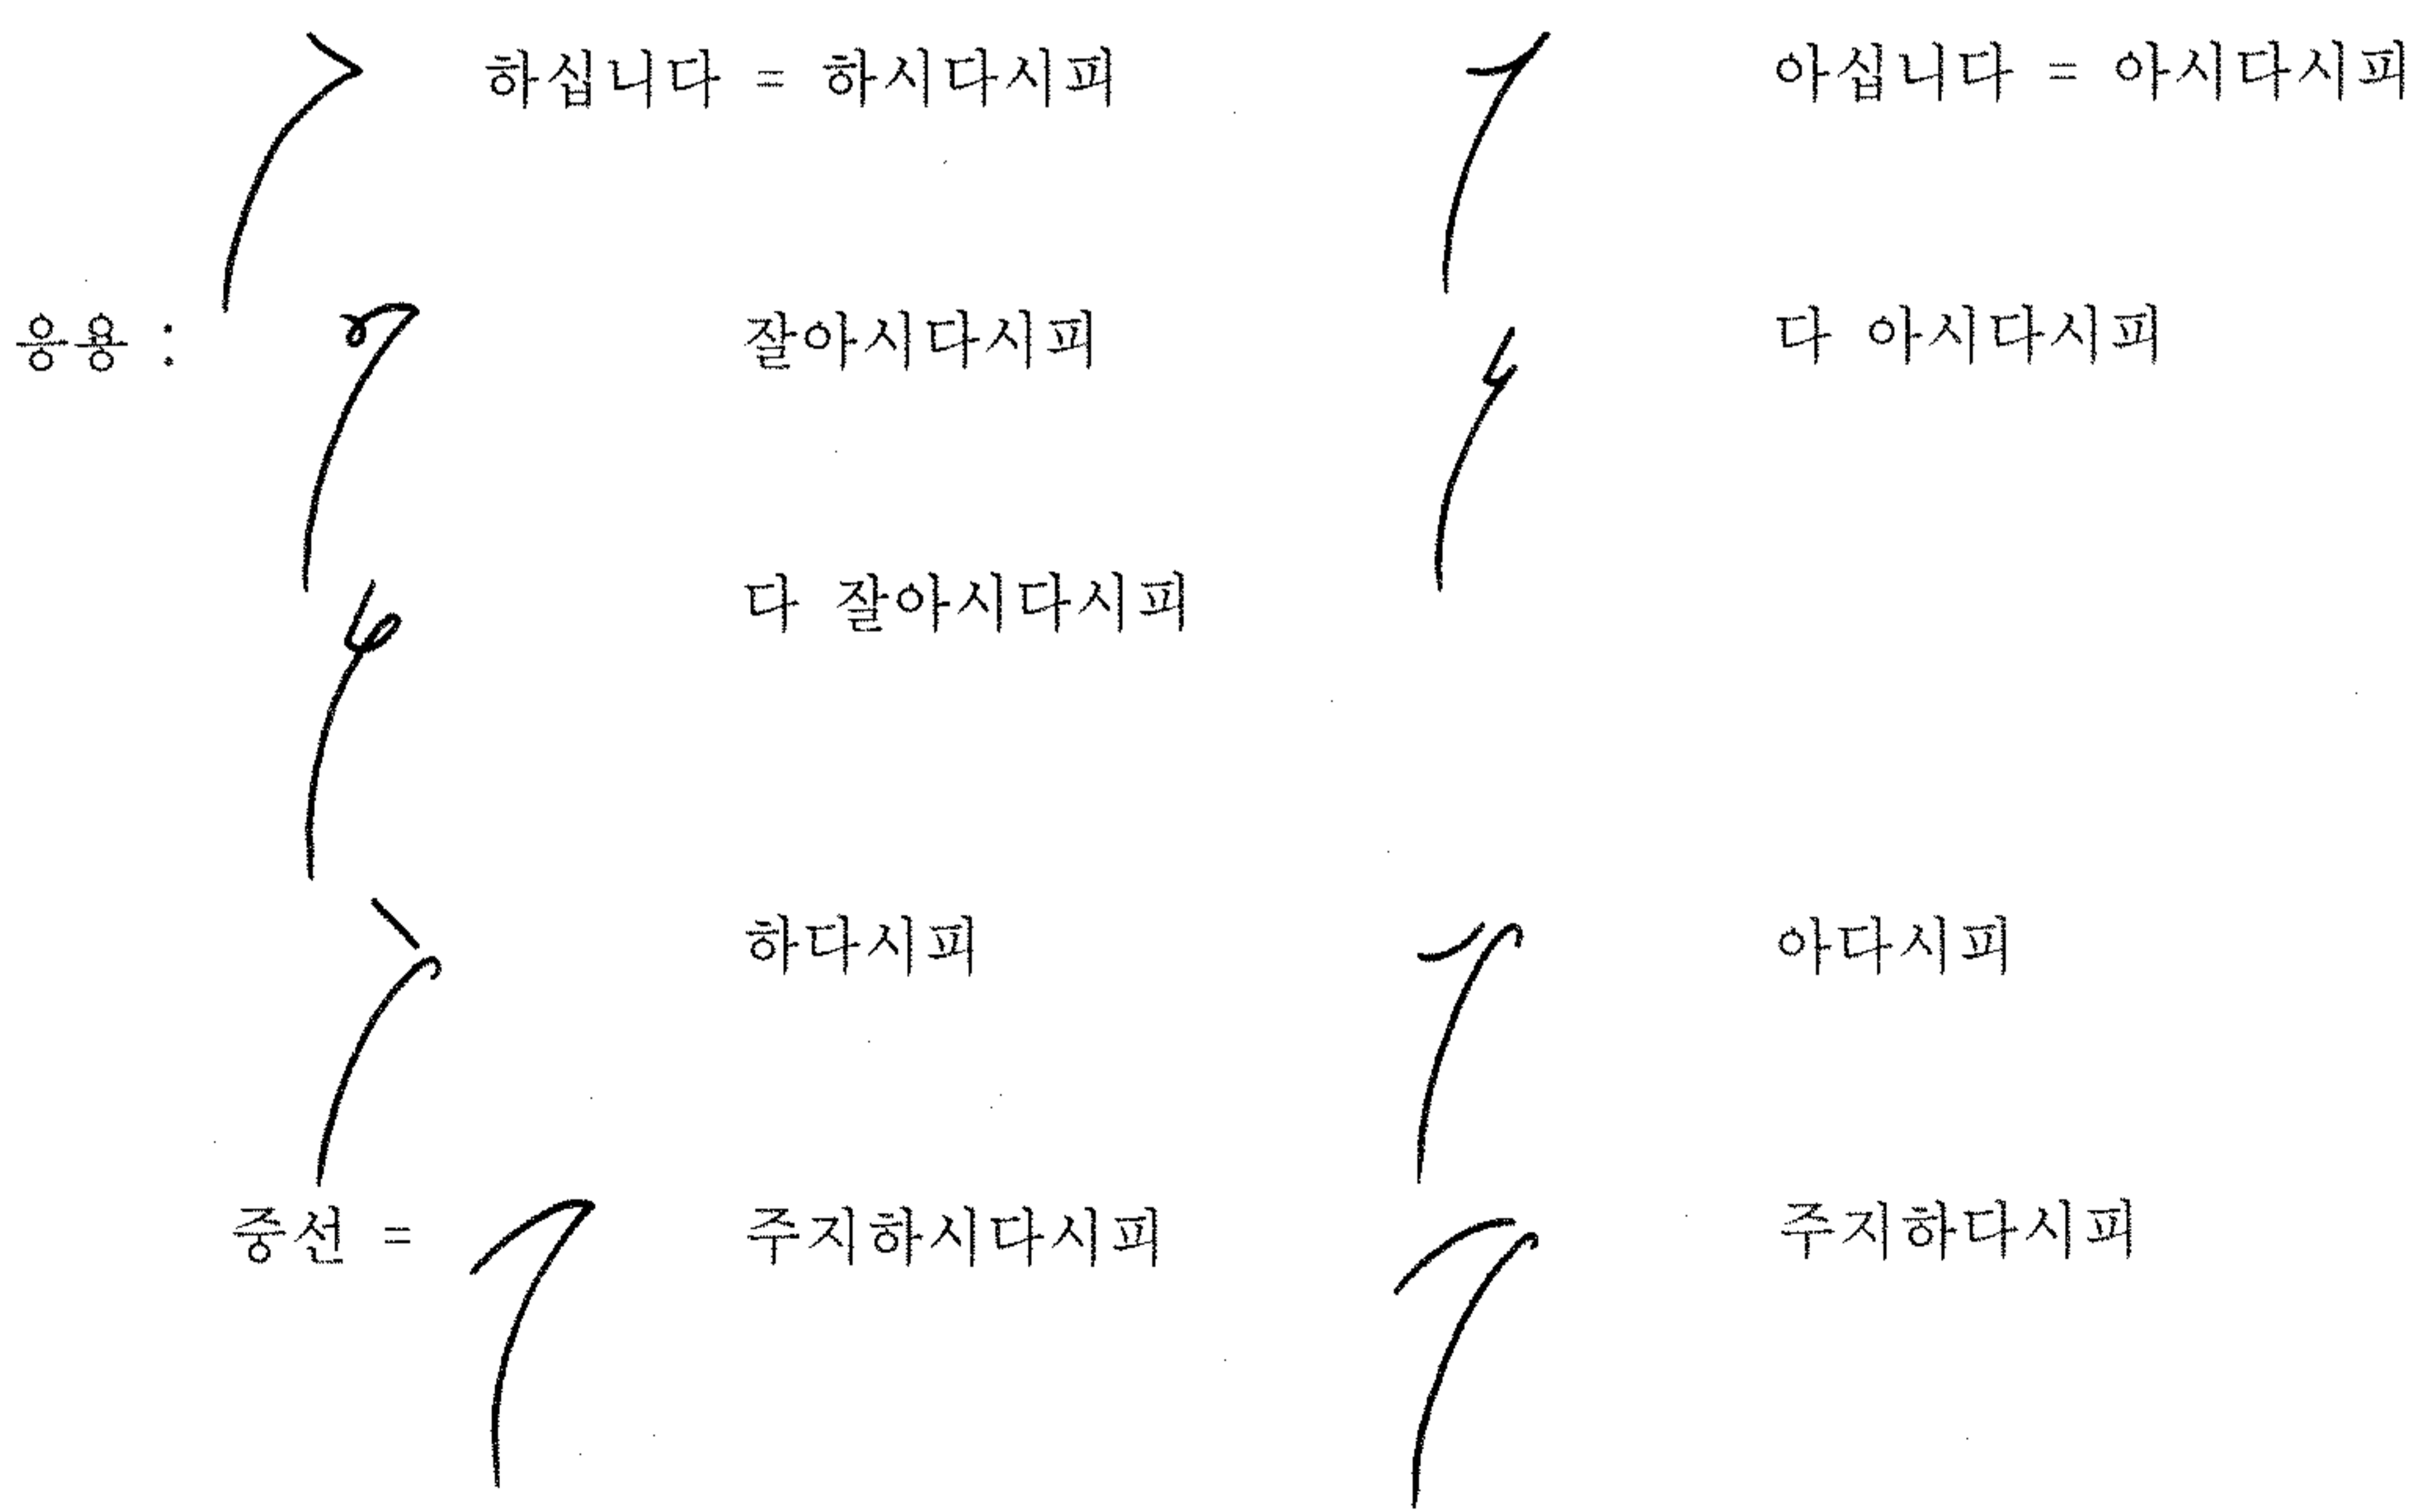 하십니다 = 하시다시피 아십니다 = 아시다시피
응용 : 잘아시다시피 다 아시다시피
다 잘아시다시피
하다시피 아다시피
중선 = 주지하시다시피 주지하다시피